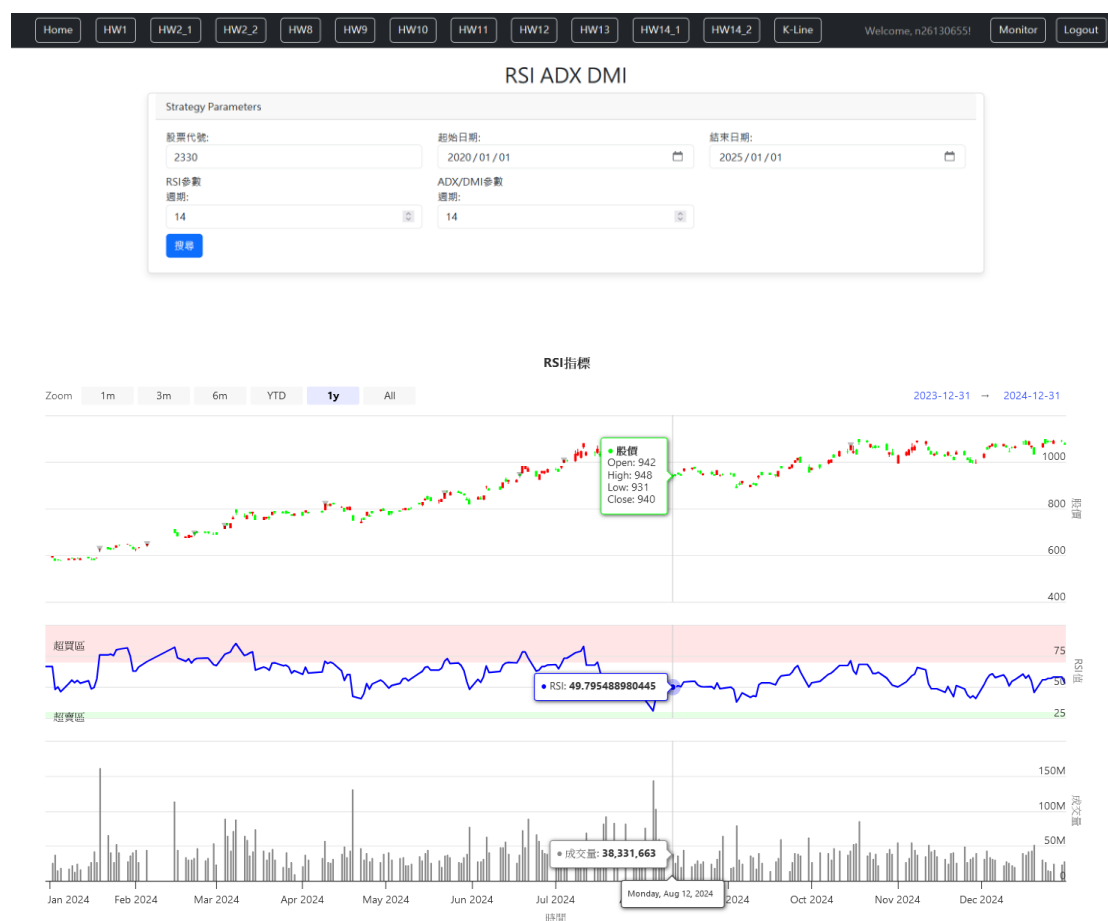 Home HW1 HW2_1 HW2_2 HW8 HW9 HW10 HW11 HW12 HW13 HW14_1 HW14_2 K-Line Welcome, n26130655! Monitor Logout
RSI ADX DMI
Strategy Parameters
股票代號: 起始日期: 結束日期:
2330 2020/01/01 2025/01/01
RSI參數 ADX/DMI參數
週期: 週期:
14 14
搜尋
RSI指標
Zoom 1m 3m 6m YTD 1y All 2023-12-31 → 2024-12-31
股價
Open: 942
High: 948
Low: 931
Close: 940
1000
800
600
400
股價
超買區
75
50
25
RSI值
RSI: 49.795488980445
超賣區
150M
100M
50M
0
成交量
成交量: 38,331,663
Monday, Aug 12, 2024
Jan 2024 Feb 2024 Mar 2024 Apr 2024 May 2024 Jun 2024 Jul 2024 2024 Oct 2024 Nov 2024 Dec 2024
時間